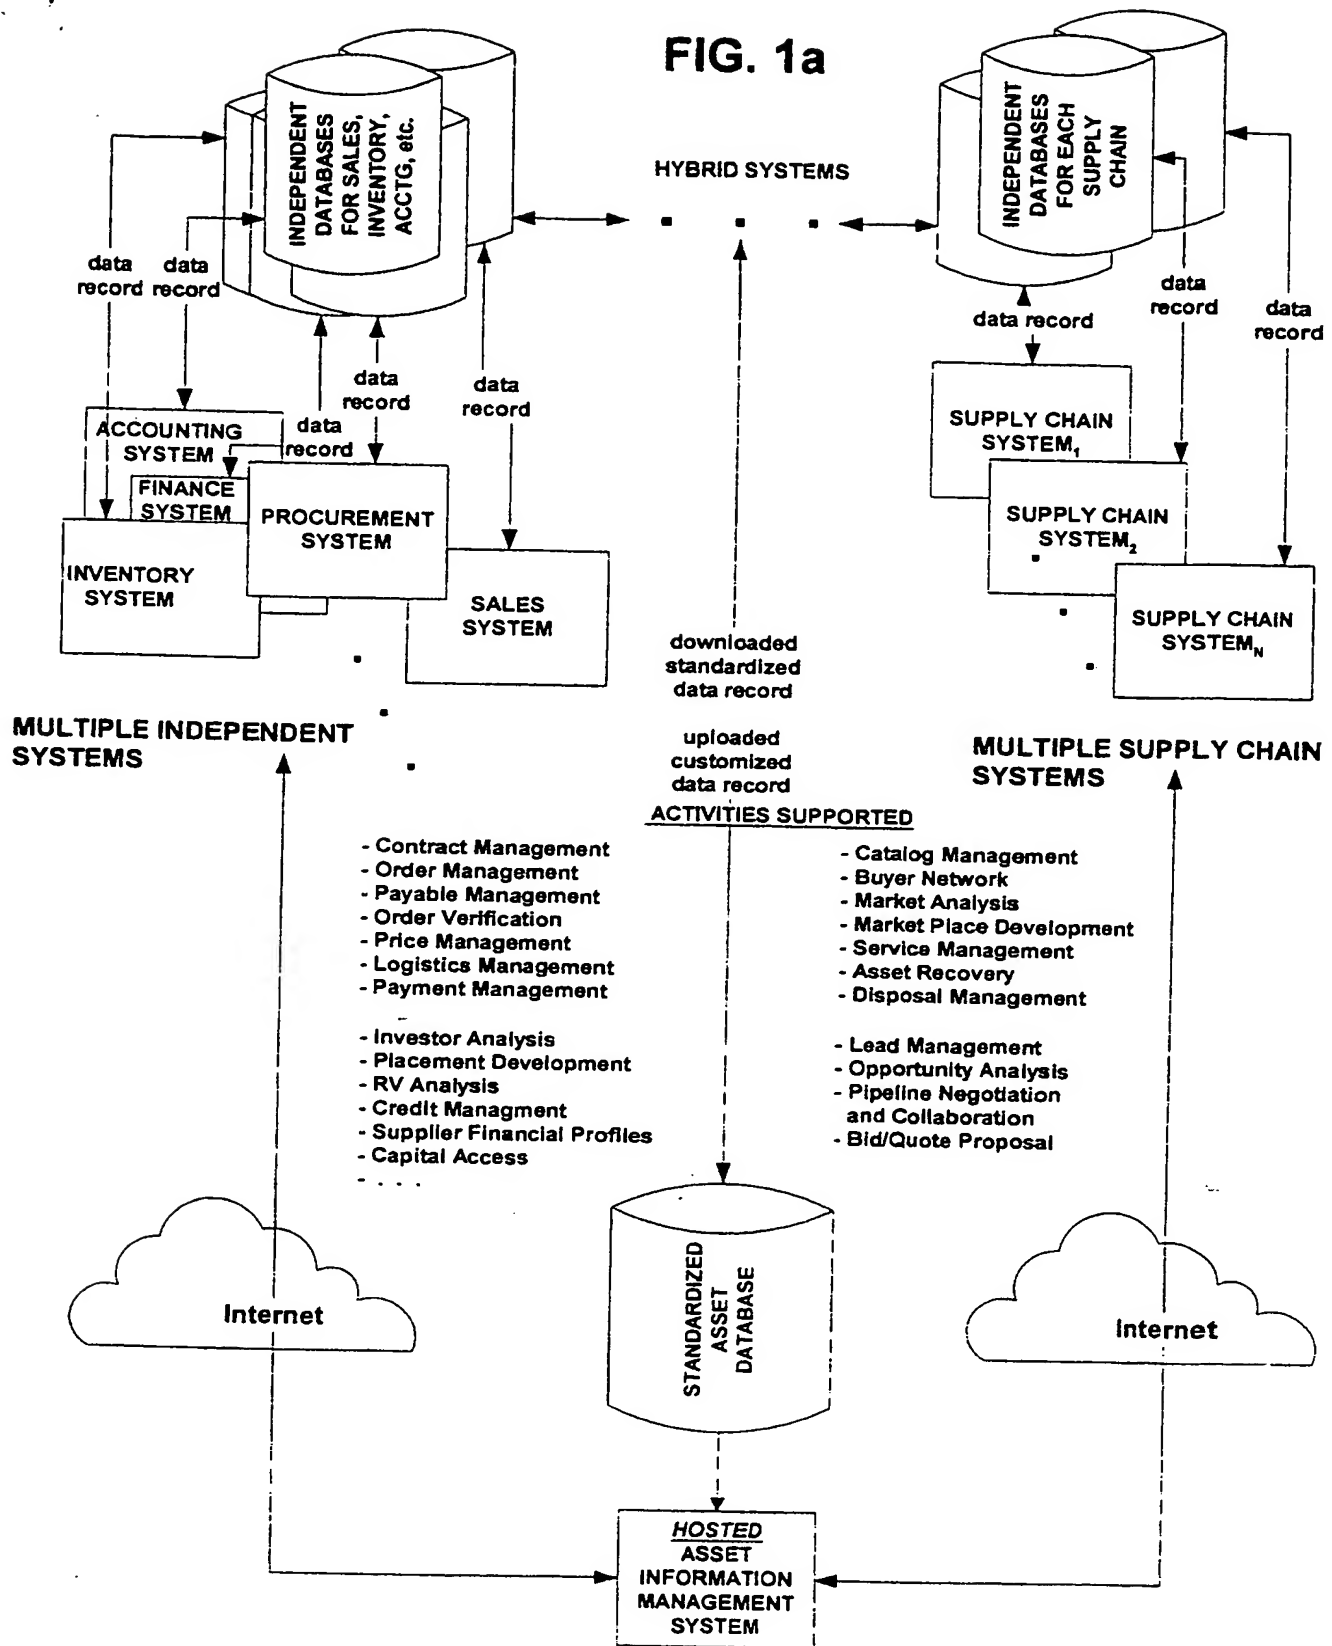 FIG. 1a
INDEPENDENT
DATABASES
FOR SALES,
INVENTORY,
ACCTG, etc.
HYBRID SYSTEMS
INDEPENDENT
DATABASES
FOR EACH
SUPPLY
CHAIN
data
record
data
record
data
record
data
record
data
record
data record
data
record
data
record
ACCOUNTING
SYSTEM
FINANCE
SYSTEM
PROCUREMENT
SYSTEM
INVENTORY
SYSTEM
SALES
SYSTEM
SUPPLY CHAIN
SYSTEM1
SUPPLY CHAIN
SYSTEM2
SUPPLY CHAIN
SYSTEMN
downloaded
standardized
data record
uploaded
customized
data record
MULTIPLE INDEPENDENT
SYSTEMS
MULTIPLE SUPPLY CHAIN
SYSTEMS
ACTIVITIES SUPPORTED
- Contract Management
- Order Management
- Payable Management
- Order Verification
- Price Management
- Logistics Management
- Payment Management
- Investor Analysis
- Placement Development
- RV Analysis
- Credit Managment
- Supplier Financial Profiles
- Capital Access
- . . . .
- Catalog Management
- Buyer Network
- Market Analysis
- Market Place Development
- Service Management
- Asset Recovery
- Disposal Management
- Lead Management
- Opportunity Analysis
- Pipeline Negotiation
and Collaboration
- Bid/Quote Proposal
Internet
STANDARDIZED
ASSET
DATABASE
Internet
HOSTED
ASSET
INFORMATION
MANAGEMENT
SYSTEM